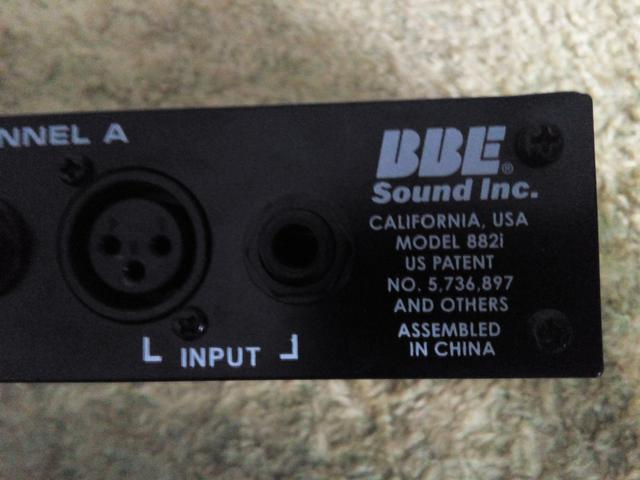 NNEL A
BBE®
Sound Inc.
CALIFORNIA, USA
MODEL 882i
US PATENT
NO. 5,736,897
AND OTHERS
ASSEMBLED
IN CHINA
INPUT